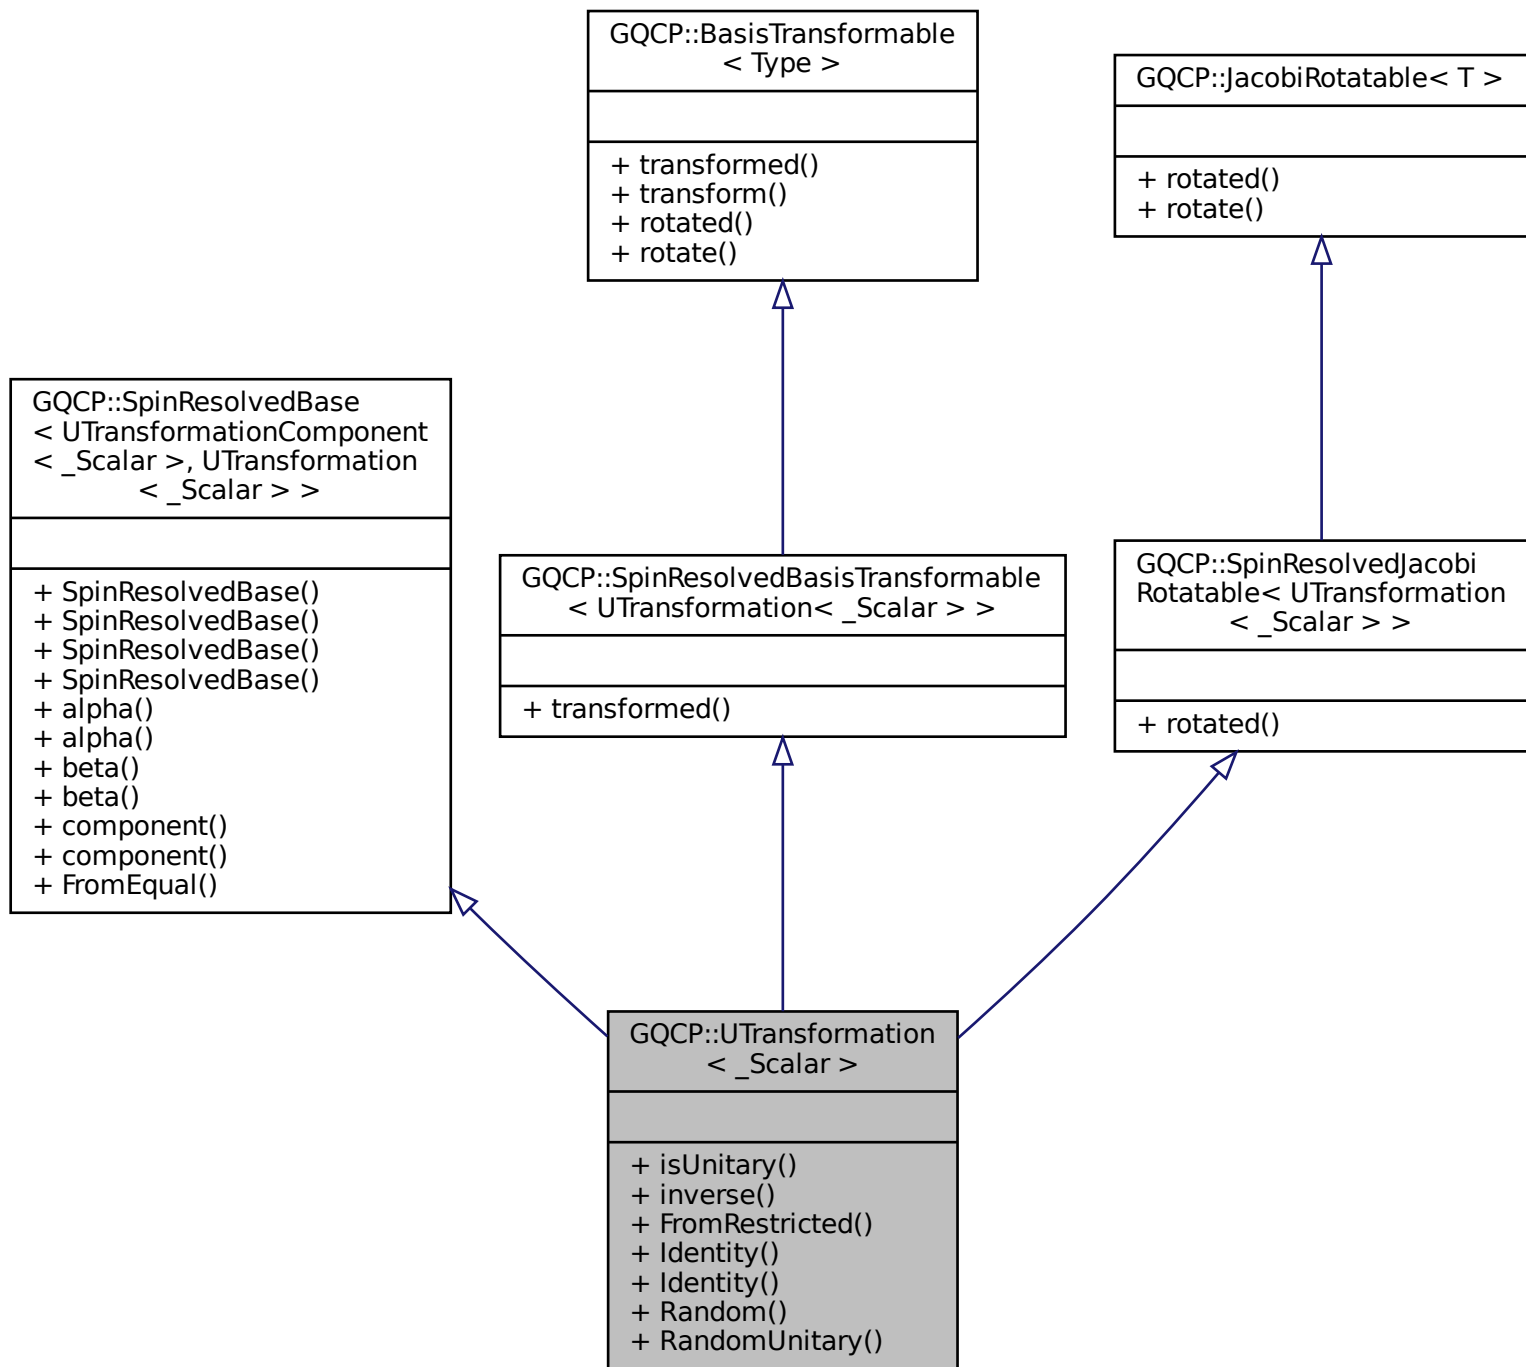 GQCP::BasisTransformable
< Type >
+ transformed()
+ transform()
+ rotated()
+ rotate()
GQCP::JacobiRotatable< T >
+ rotated()
+ rotate()
GQCP::SpinResolvedBase
< UTransformationComponent
< _Scalar >, UTransformation
< _Scalar > >
+ SpinResolvedBase()
+ SpinResolvedBase()
+ SpinResolvedBase()
+ SpinResolvedBase()
+ alpha()
+ alpha()
+ beta()
+ beta()
+ component()
+ component()
+ FromEqual()
GQCP::SpinResolvedBasisTransformable
< UTransformation< _Scalar > >
+ transformed()
GQCP::SpinResolvedJacobi
Rotatable< UTransformation
< _Scalar > >
+ rotated()
GQCP::UTransformation
< _Scalar >
+ isUnitary()
+ inverse()
+ FromRestricted()
+ Identity()
+ Identity()
+ Random()
+ RandomUnitary()